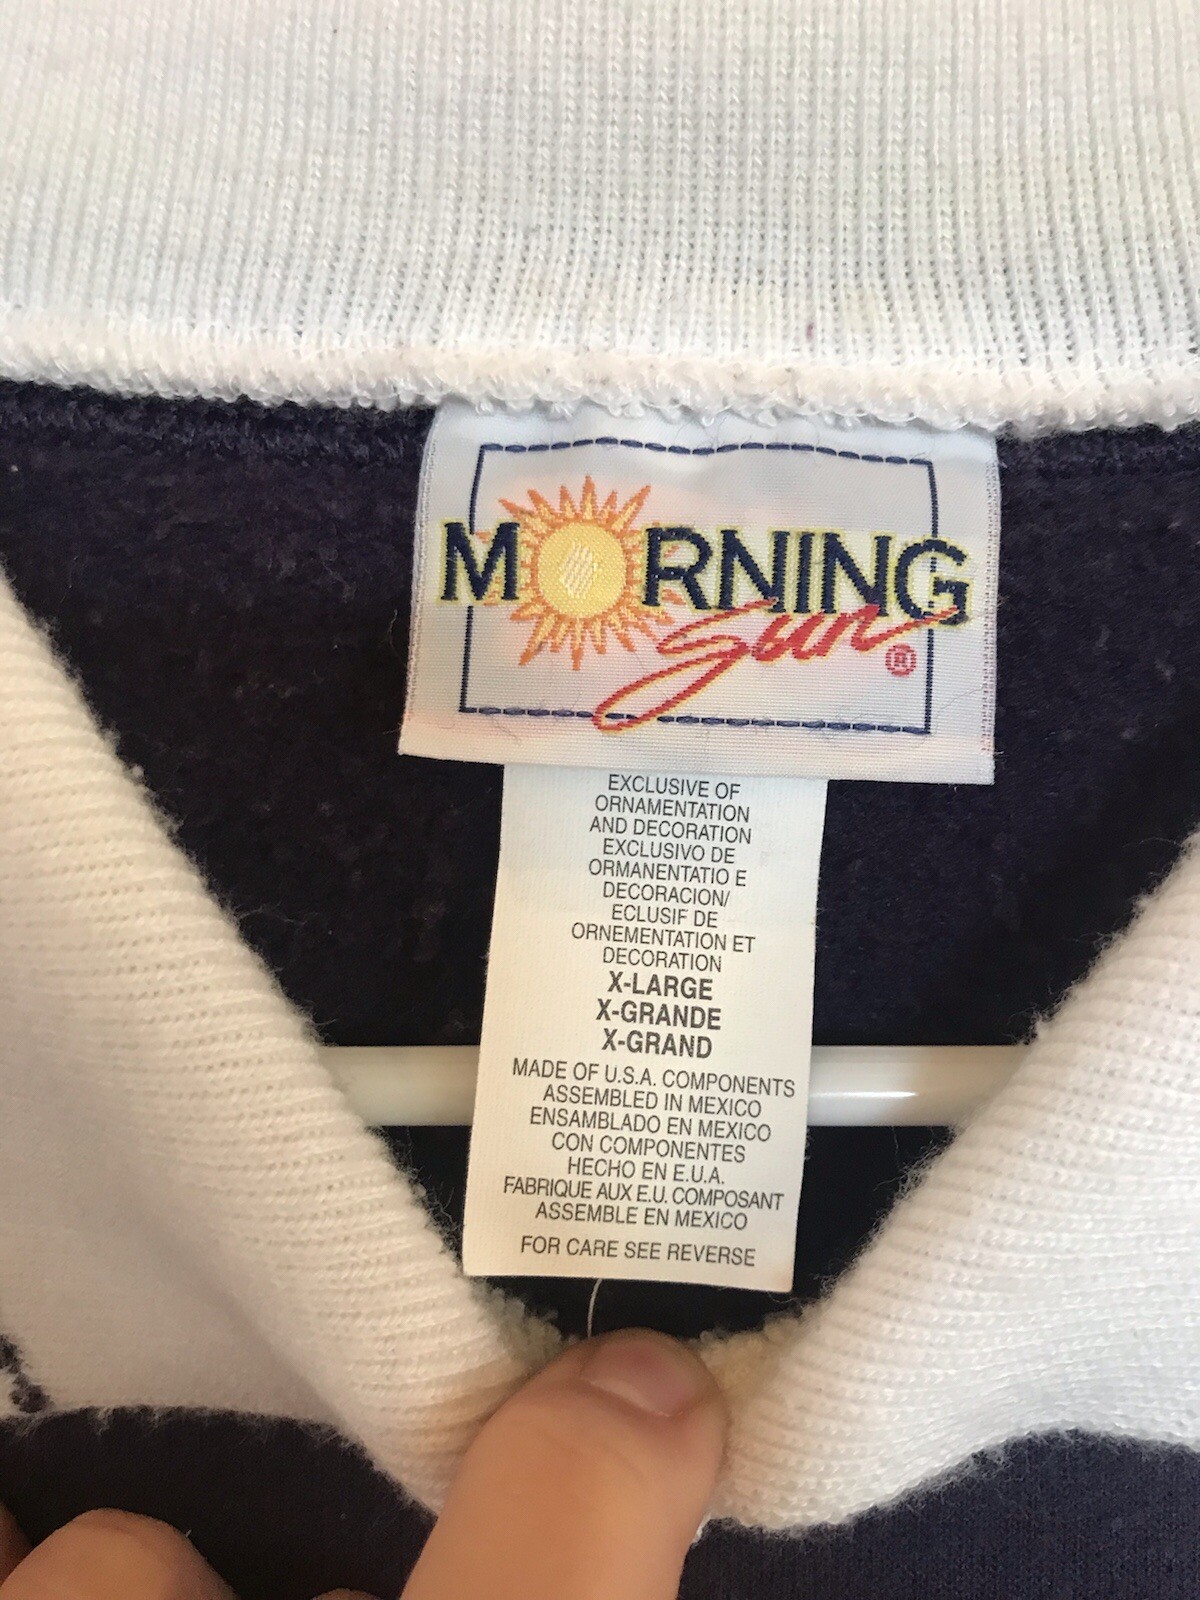 MORNING
Sun ®
EXCLUSIVE OF
ORNAMENTATION
AND DECORATION
EXCLUSIVO DE
ORMANENTATIO E
DECORACION/
ECLUSIF DE
ORNEMENTATION ET
DECORATION
X-LARGE
X-GRANDE
X-GRAND
MADE OF U.S.A. COMPONENTS
ASSEMBLED IN MEXICO
ENSAMBLADO EN MEXICO
CON COMPONENTES
HECHO EN E.U.A.
FABRIQUE AUX E.U. COMPOSANT
ASSEMBLE EN MEXICO
FOR CARE SEE REVERSE